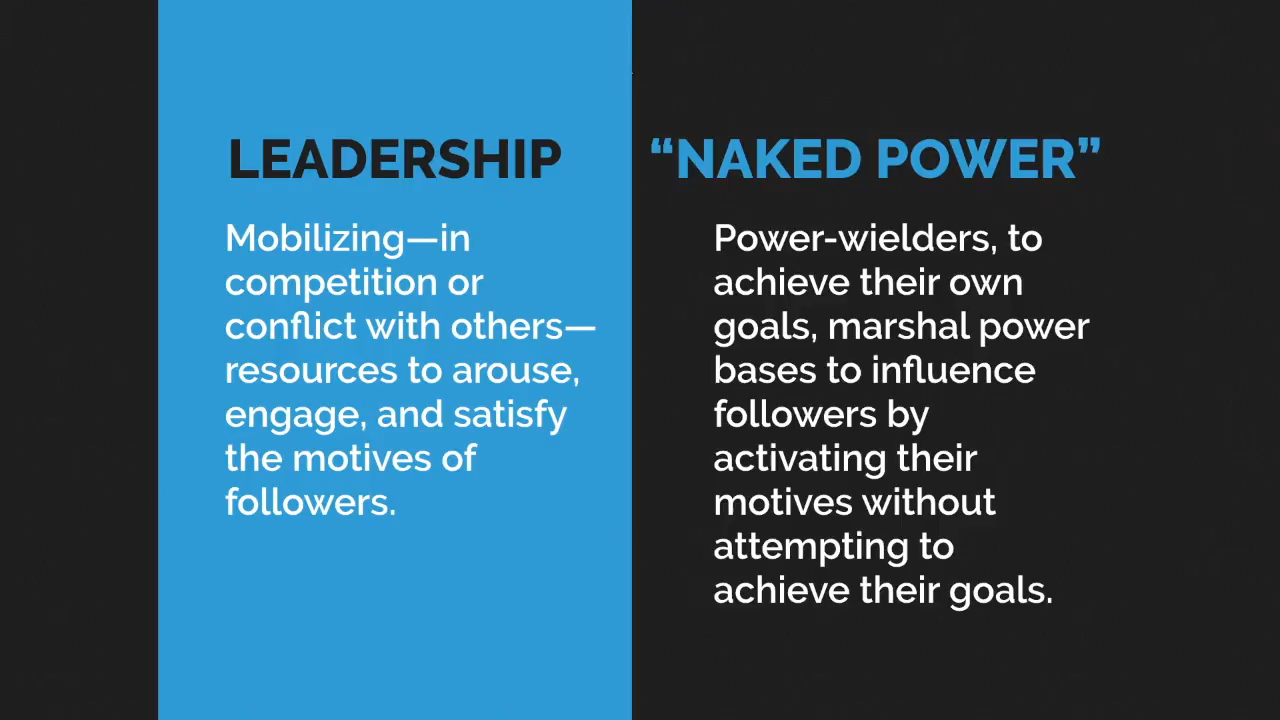 LEADERSHIP
Mobilizing—in
competition or
conflict with others—
resources to arouse,
engage, and satisfy
the motives of
followers.
“NAKED POWER”
Power-wielders, to
achieve their own
goals, marshal power
bases to influence
followers by
activating their
motives without
attempting to
achieve their goals.